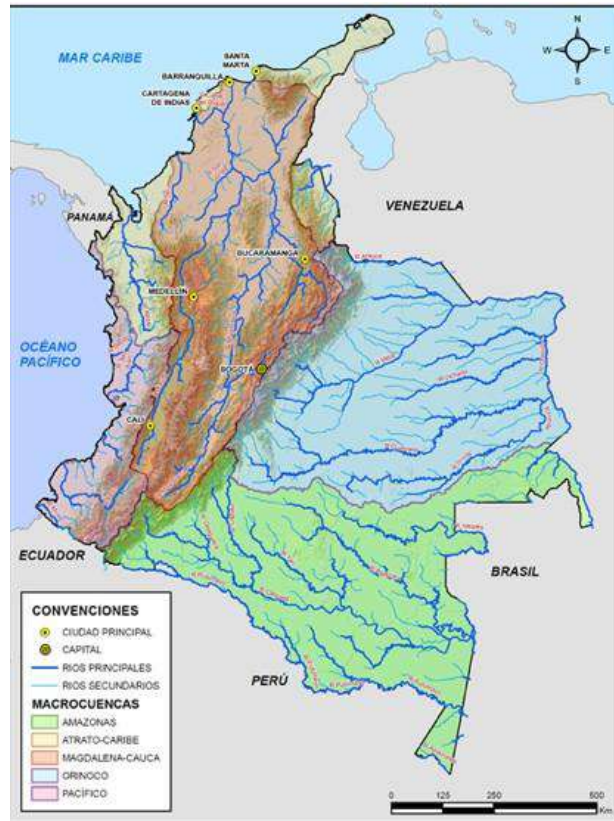 N
W
E
S
MAR CARIBE
SANTA
MARTA
BARRANQUILLA
CARTAGENA
DE INDIAS
PANAMÁ
VENEZUELA
BUCARAMANGA
MEDELLÍN
OCÉANO
PACÍFICO
BOGOTÁ
CALI
ECUADOR
BRASIL
PERÚ
CONVENCIONES
CIUDAD PRINCIPAL
CAPITAL
RIOS PRINCIPALES
RIOS SECUNDARIOS
MACROCUENCAS
AMAZONAS
ATRATO-CARIBE
MAGDALENA-CAUCA
ORINOCO
PACÍFICO
0 125 250 500
Km